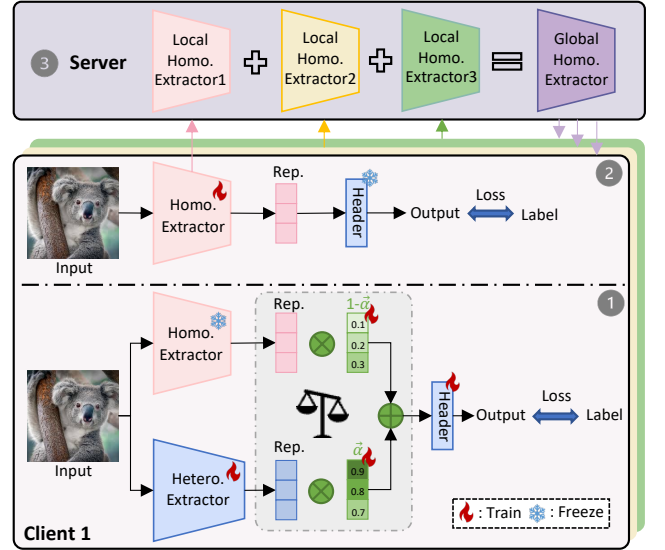 3 Server
Local
Homo.
Extractor1
Local
Homo.
Extractor2
Local
Homo.
Extractor3
Global
Homo.
Extractor
2
Input
Homo.
Extractor
Rep.
Header
Output
Loss
Label
1
Input
Homo.
Extractor
Rep.
1-α⃗
0.1
0.2
0.3
Hetero.
Extractor
Rep.
α⃗
0.9
0.8
0.7
Header
Output
Loss
Label
Client 1
: Train : Freeze